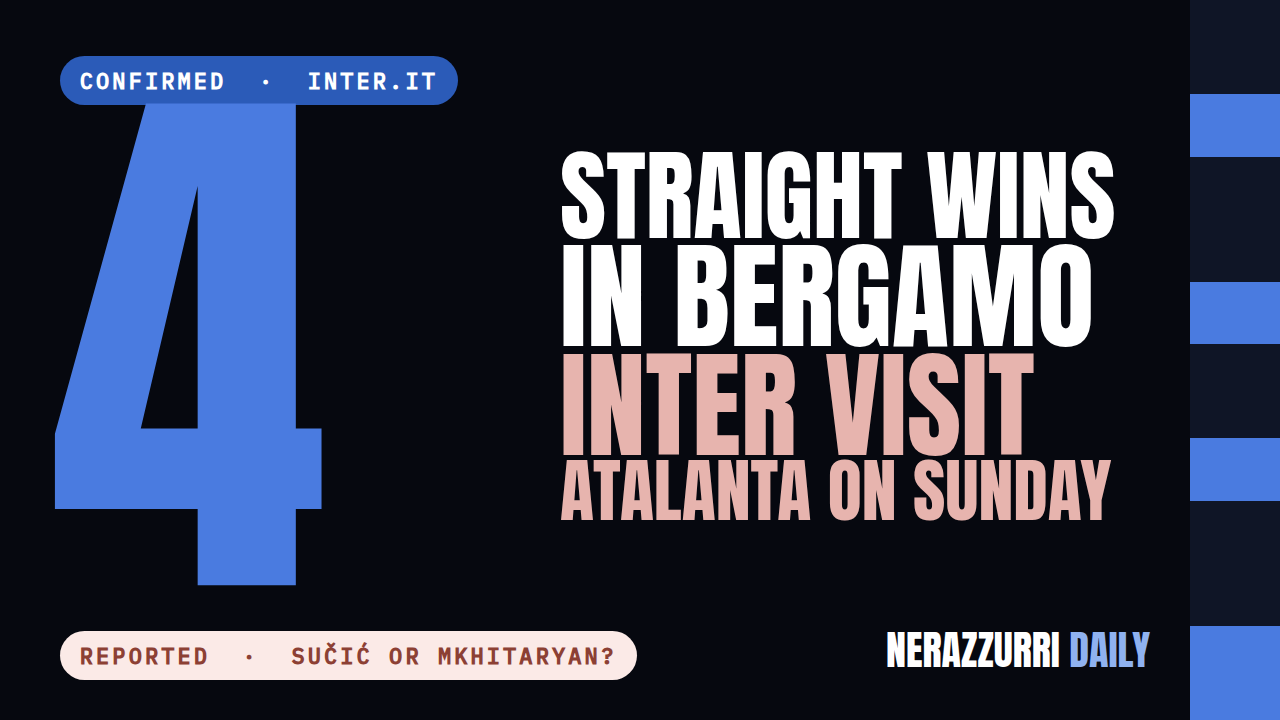 CONFIRMED · INTER.IT
4
STRAIGHT WINS
IN BERGAMO
INTER VISIT
ATALANTA ON SUNDAY
REPORTED · SUČIĆ OR MKHITARYAN?
NERAZZURRI DAILY